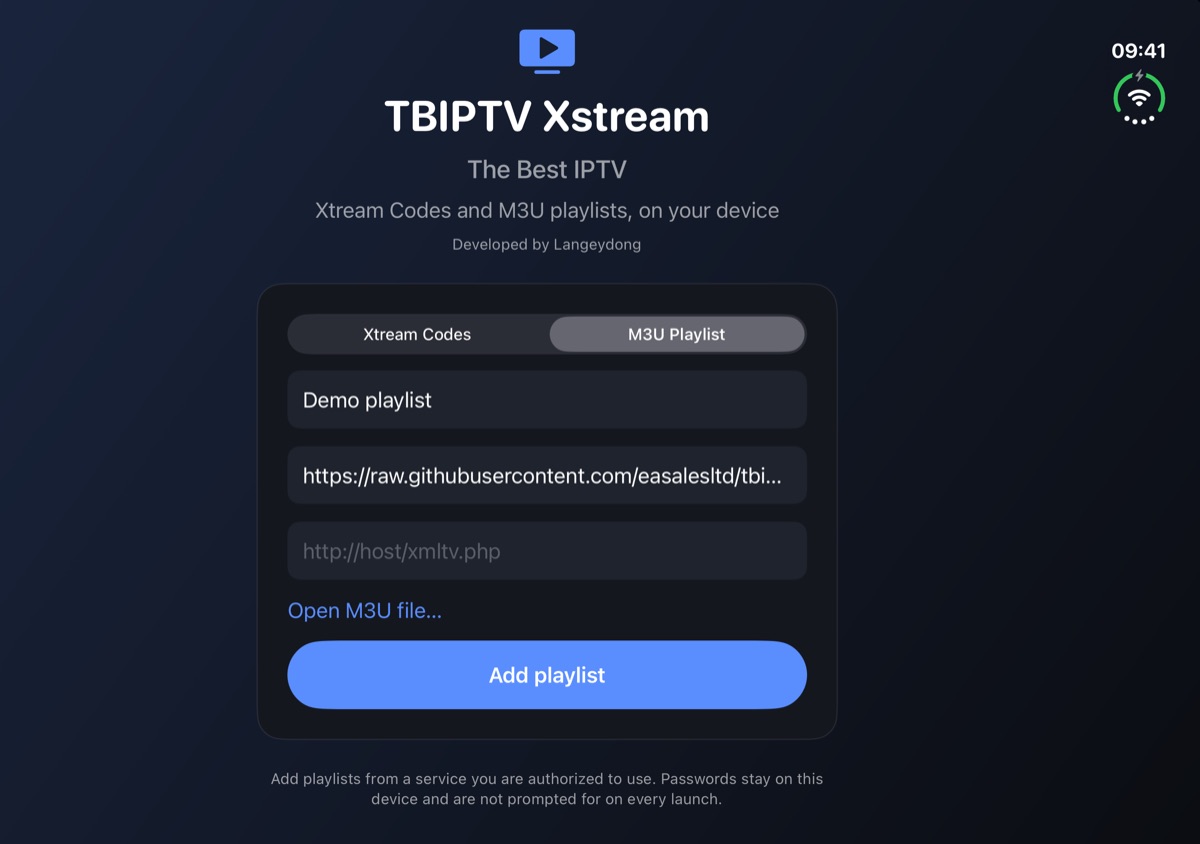 09:41
TBIPTV Xstream
The Best IPTV
Xtream Codes and M3U playlists, on your device
Developed by Langeydong
Xtream Codes
M3U Playlist
Demo playlist
https://raw.githubusercontent.com/easalesltd/tbi...
http://host/xmltv.php
Open M3U file...
Add playlist
Add playlists from a service you are authorized to use. Passwords stay on this
device and are not prompted for on every launch.